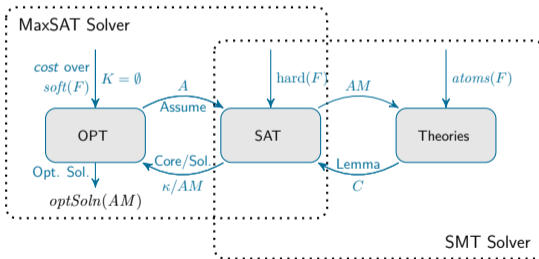 MaxSAT Solver
cost over
soft(F)
K = ∅
A
Assume
hard(F)
AM
atoms(F)
OPT
SAT
Theories
Opt. Sol.
Core/Sol.
κ/AM
Lemma
C
optSoln(AM)
SMT Solver